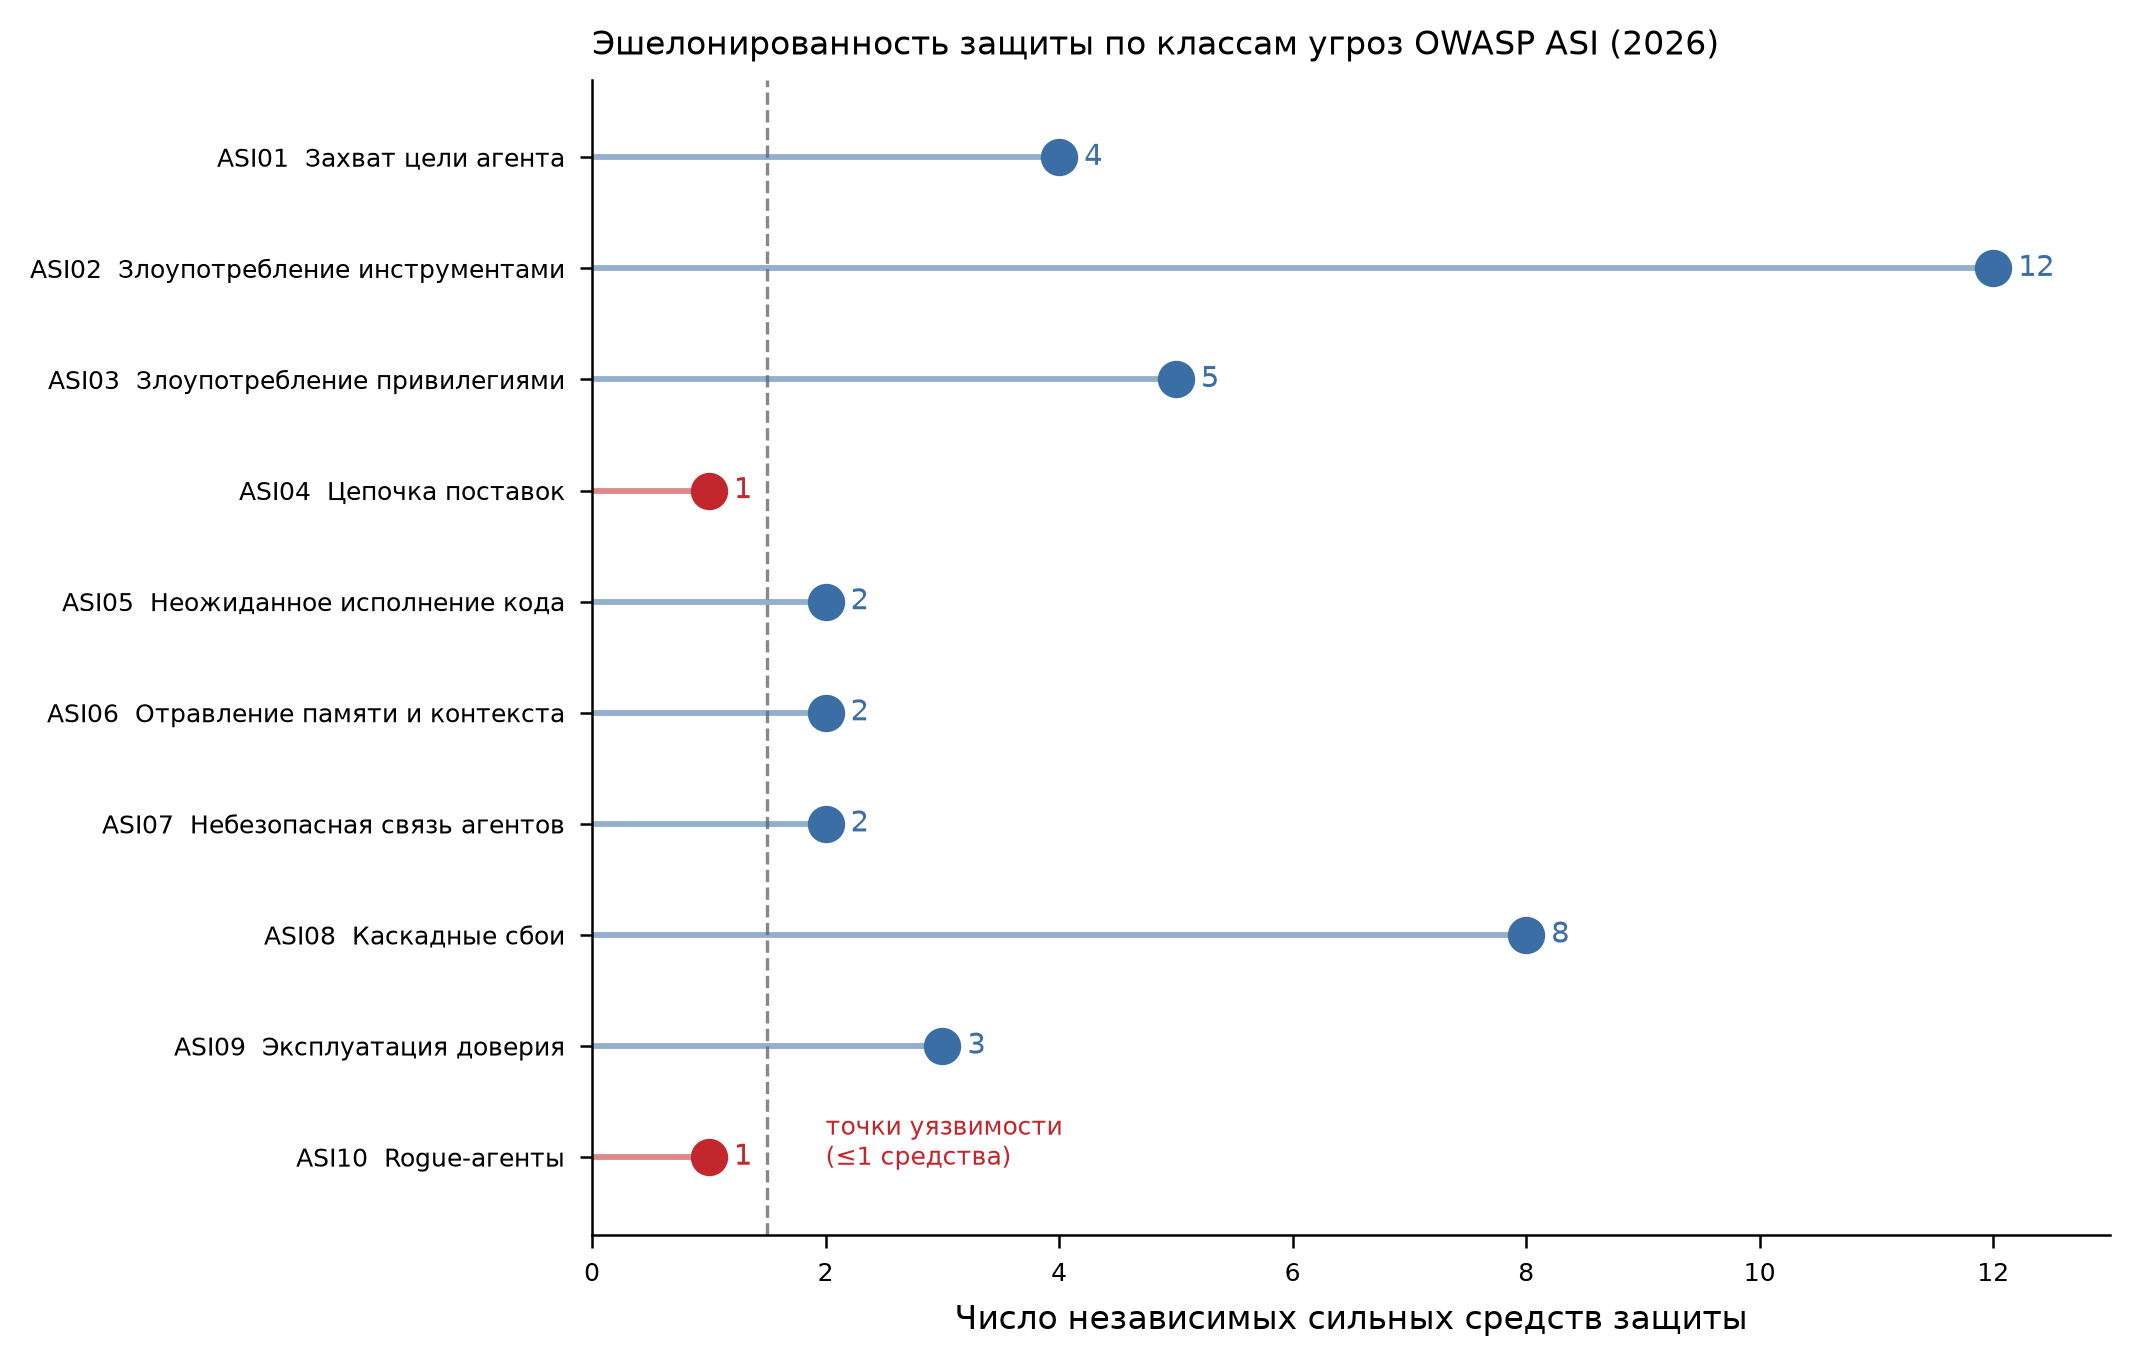 Эшелонированность защиты по классам угроз OWASP ASI (2026)
ASI01 Захват цели агента
4
ASI02 Злоупотребление инструментами
12
ASI03 Злоупотребление привилегиями
5
ASI04 Цепочка поставок
1
ASI05 Неожиданное исполнение кода
2
ASI06 Отравление памяти и контекста
2
ASI07 Небезопасная связь агентов
2
ASI08 Каскадные сбои
8
ASI09 Эксплуатация доверия
3
ASI10 Rogue-агенты
1
точки уязвимости
(≤1 средства)
0 2 4 6 8 10 12
Число независимых сильных средств защиты